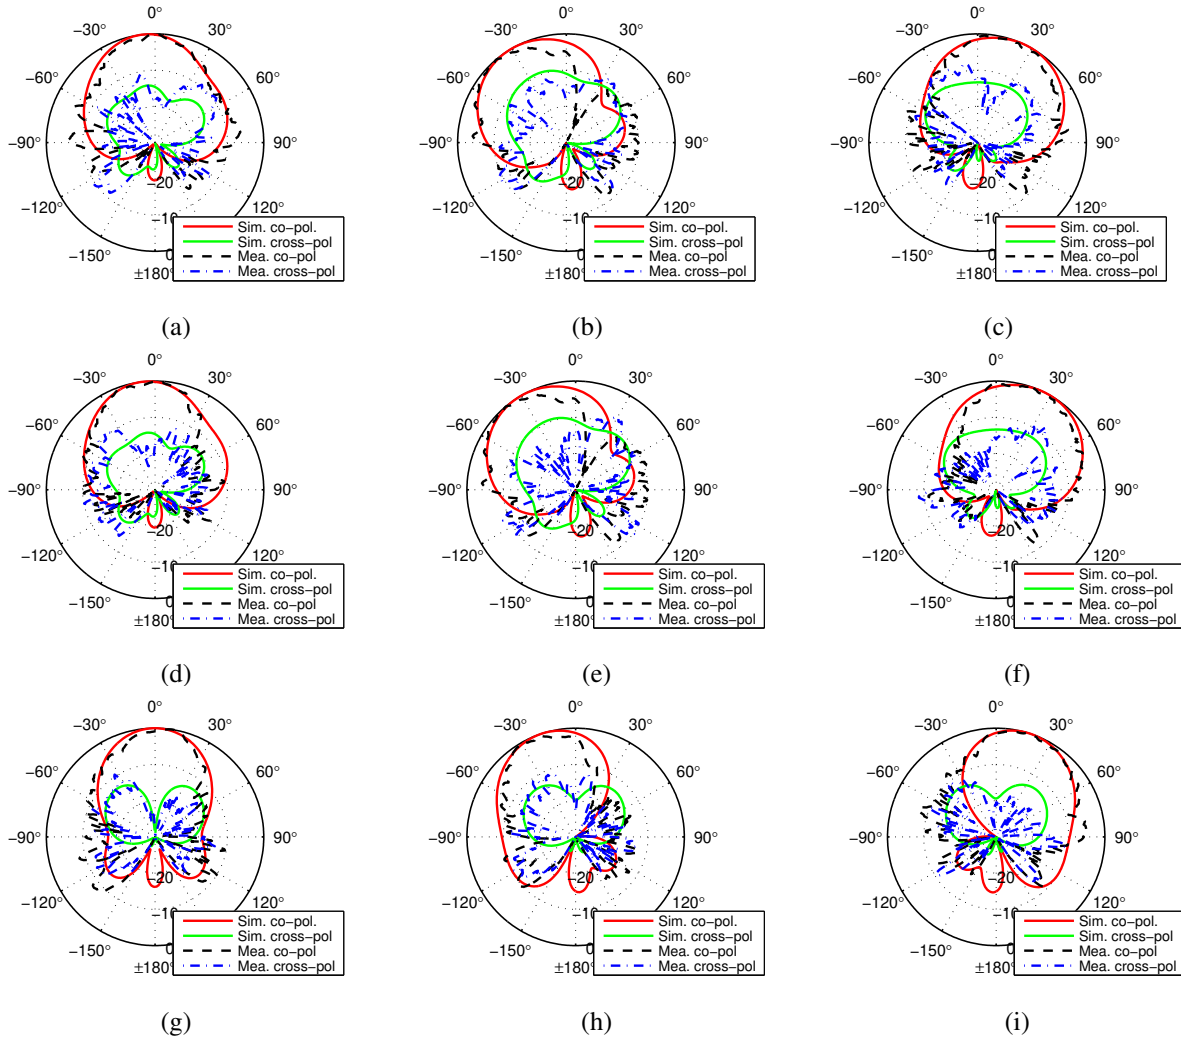 0°
−30° 30°
−60° 60°
−90° 90°
−120° 120°
−150°
±180°
−20
−10
0
Sim. co−pol.
Sim. cross−pol
Mea. co−pol
Mea. cross−pol
(a)
0°
−30° 30°
−60° 60°
−90° 90°
−120° 120°
−150°
±180°
−20
−10
0
Sim. co−pol.
Sim. cross−pol
Mea. co−pol
Mea. cross−pol
(b)
0°
−30° 30°
−60° 60°
−90° 90°
−120° 120°
−150°
±180°
−20
−10
0
Sim. co−pol.
Sim. cross−pol
Mea. co−pol
Mea. cross−pol
(c)
0°
−30° 30°
−60° 60°
−90° 90°
−120° 120°
−150°
±180°
−20
−10
0
Sim. co−pol.
Sim. cross−pol
Mea. co−pol
Mea. cross−pol
(d)
0°
−30° 30°
−60° 60°
−90° 90°
−120° 120°
−150°
±180°
−20
−10
0
Sim. co−pol.
Sim. cross−pol
Mea. co−pol
Mea. cross−pol
(e)
0°
−30° 30°
−60° 60°
−90° 90°
−120° 120°
−150°
±180°
−20
−10
0
Sim. co−pol.
Sim. cross−pol
Mea. co−pol
Mea. cross−pol
(f)
0°
−30° 30°
−60° 60°
−90° 90°
−120° 120°
−150°
±180°
−20
−10
0
Sim. co−pol.
Sim. cross−pol
Mea. co−pol
Mea. cross−pol
(g)
0°
−30° 30°
−60° 60°
−90° 90°
−120° 120°
−150°
±180°
−20
−10
0
Sim. co−pol.
Sim. cross−pol
Mea. co−pol
Mea. cross−pol
(h)
0°
−30° 30°
−60° 60°
−90° 90°
−120° 120°
−150°
±180°
−20
−10
0
Sim. co−pol.
Sim. cross−pol
Mea. co−pol
Mea. cross−pol
(i)